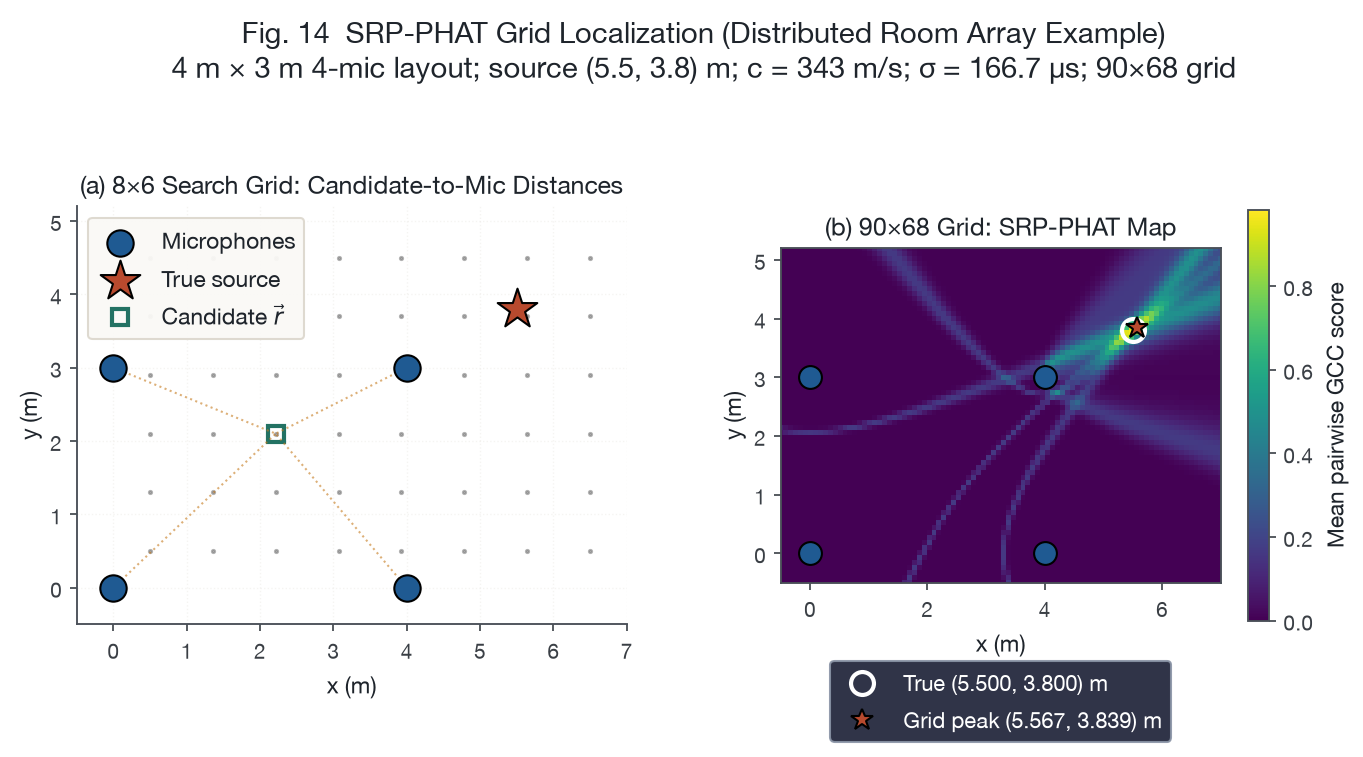 Fig. 14 SRP-PHAT Grid Localization (Distributed Room Array Example)
4 m × 3 m 4-mic layout; source (5.5, 3.8) m; c = 343 m/s; σ = 166.7 µs; 90×68 grid
(a) 8×6 Search Grid: Candidate-to-Mic Distances
Microphones
True source
Candidate r⃗
5
4
3
2
1
0
y (m)
0 1 2 3 4 5 6 7
x (m)
(b) 90×68 Grid: SRP-PHAT Map
5
4
3
2
1
0
y (m)
0 2 4 6
x (m)
0.8
0.6
0.4
0.2
0.0
Mean pairwise GCC score
True (5.500, 3.800) m
Grid peak (5.567, 3.839) m